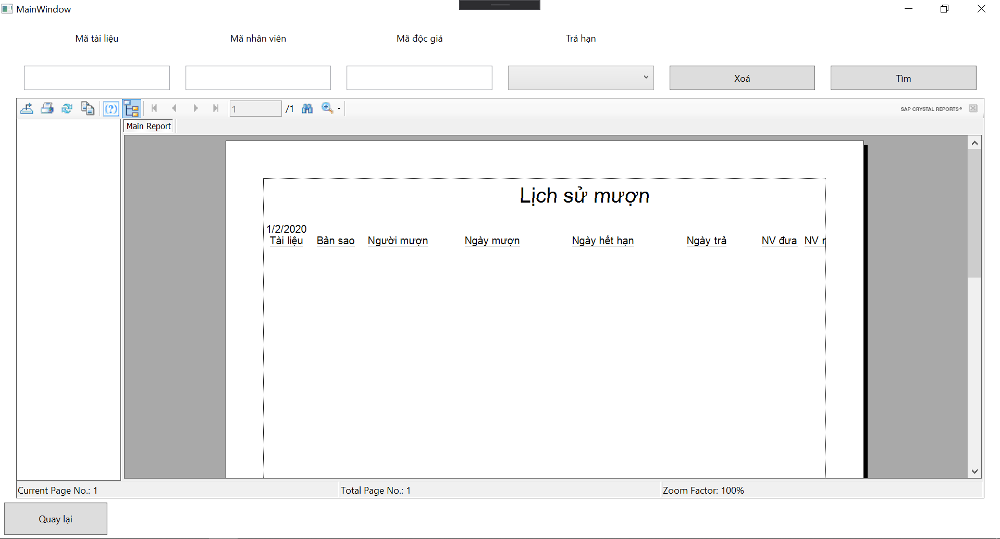 MainWindow
Mã tài liệu Mã nhân viên Mã độc giả Trả hạn
Xoá Tìm
1 /1 SAP CRYSTAL REPORTS®
Main Report
Lịch sử mượn
1/2/2020
Tài liệu Bản sao Người mượn Ngày mượn Ngày hết hạn Ngày trả NV đưa NV
Current Page No.: 1 Total Page No.: 1 Zoom Factor: 100%
Quay lại